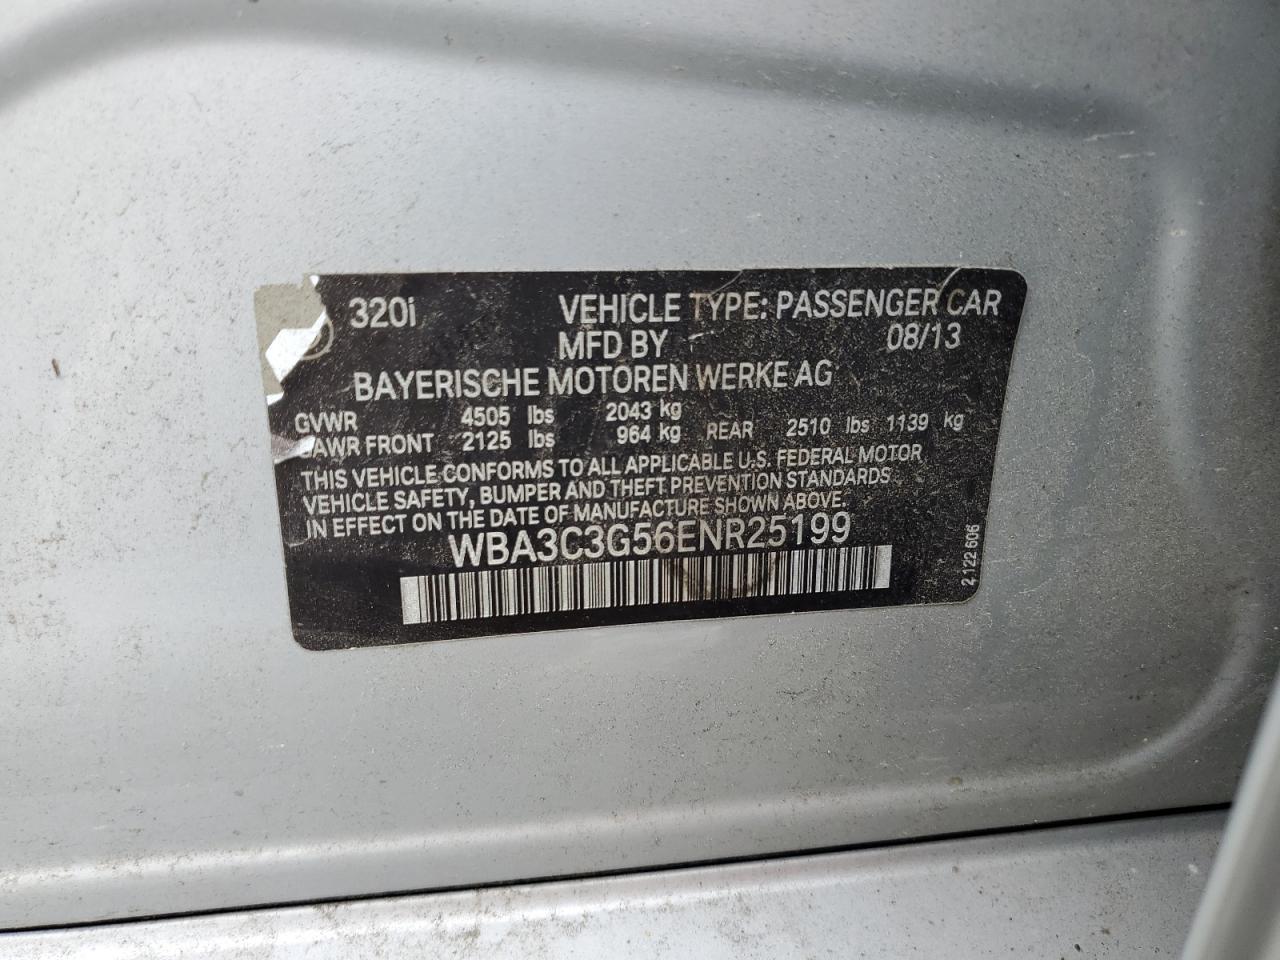 320i VEHICLE TYPE: PASSENGER CAR
MFD BY 08/13
BAYERISCHE MOTOREN WERKE AG
GVWR 4505 lbs 2043 kg
GAWR FRONT 2125 lbs 964 kg REAR 2510 lbs 1139 kg
THIS VEHICLE CONFORMS TO ALL APPLICABLE U.S. FEDERAL MOTOR
VEHICLE SAFETY, BUMPER AND THEFT PREVENTION STANDARDS
IN EFFECT ON THE DATE OF MANUFACTURE SHOWN ABOVE.
WBA3C3G56ENR25199
2 122 606